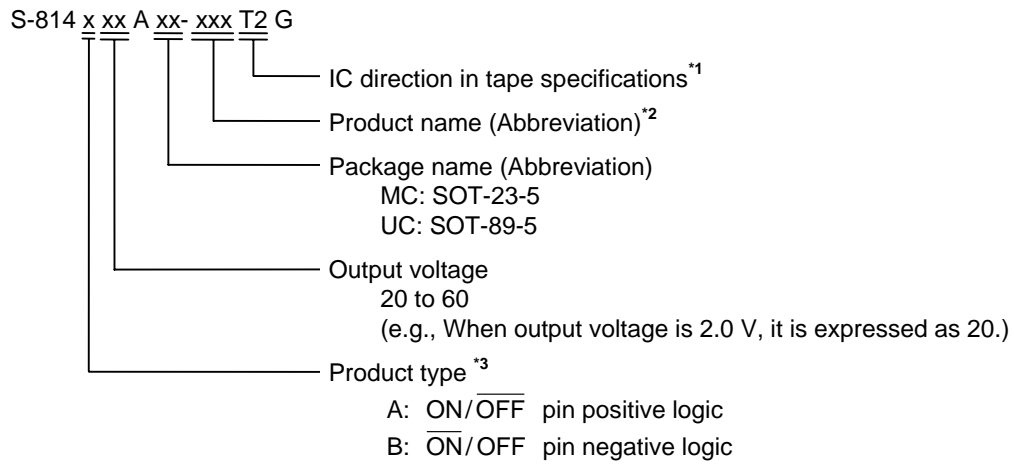 S-814 x xx A xx- xxx T2 G
IC direction in tape specifications*1
Product name (Abbreviation)*2
Package name (Abbreviation)
MC: SOT-23-5
UC: SOT-89-5
Output voltage
20 to 60
(e.g., When output voltage is 2.0 V, it is expressed as 20.)
Product type *3
A: ON/O̅F̅F̅ pin positive logic
B: O̅N̅/OFF pin negative logic